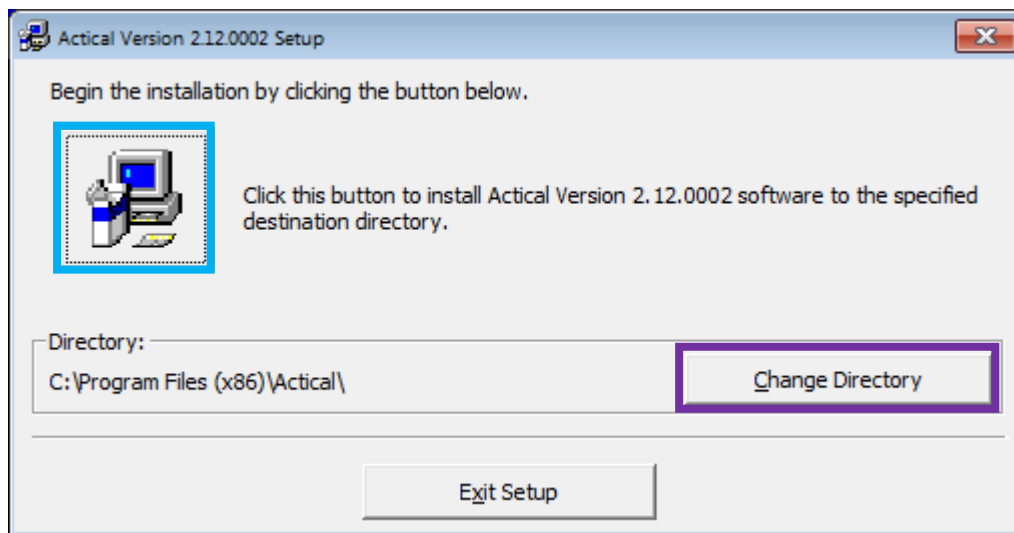 Actical Version 2.12.0002 Setup
Begin the installation by clicking the button below.
Click this button to install Actical Version 2.12.0002 software to the specified
destination directory.
Directory:
C:\Program Files (x86)\Actical\
Change Directory
Exit Setup